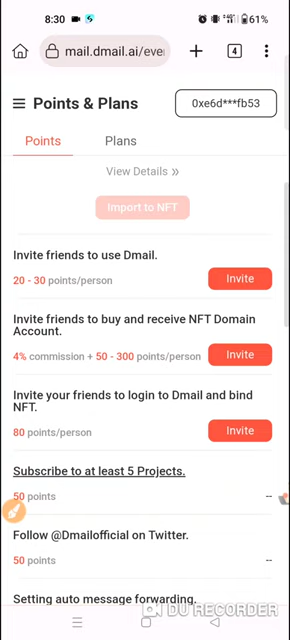 8:30
61%
mail.dmail.ai/eve
4
Points & Plans
0xe6d***fb53
Points
Plans
View Details »
Import to NFT
Invite friends to use Dmail.
20 - 30 points/person
Invite
Invite friends to buy and receive NFT Domain
Account.
4% commission + 50 - 300 points/person
Invite
Invite your friends to login to Dmail and bind
NFT.
80 points/person
Invite
Subscribe to at least 5 Projects.
50 points
--
Follow @Dmailofficial on Twitter.
50 points
--
Setting auto message forwarding.
DU RECORDER